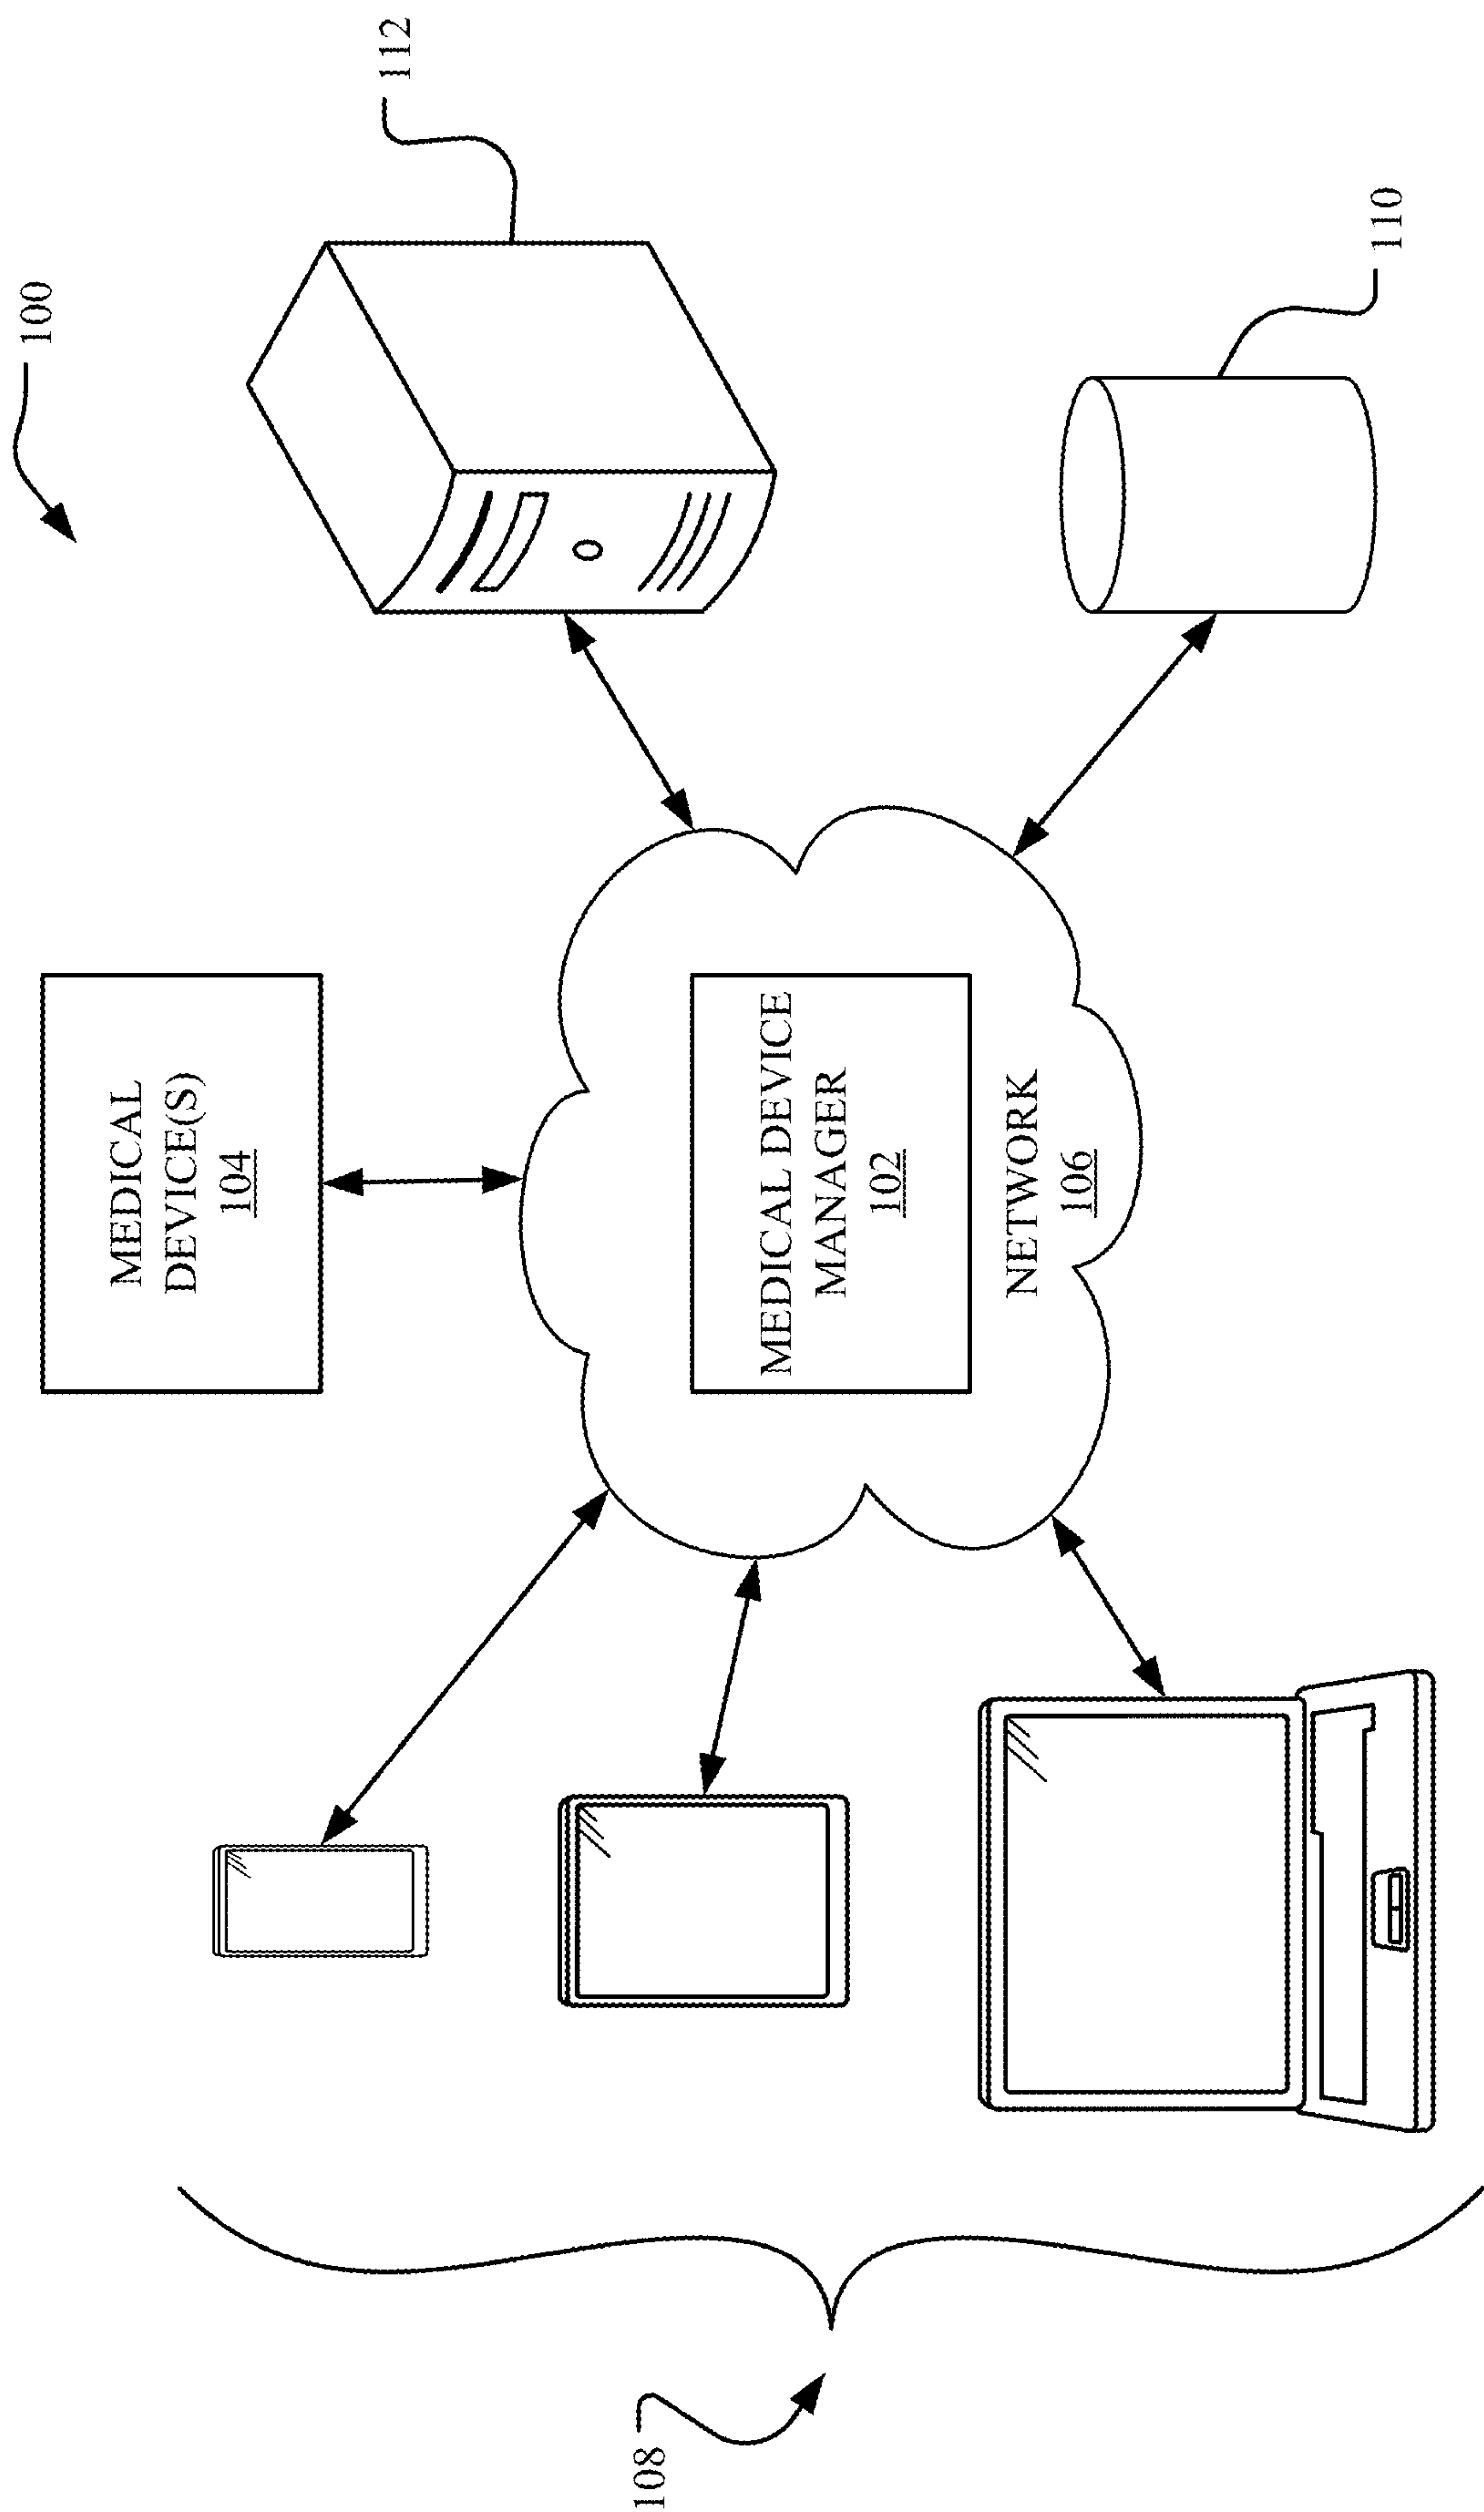 100
112
MEDICAL
DEVICE(S)
104
MEDICAL DEVICE
MANAGER
102
NETWORK
106
110
108